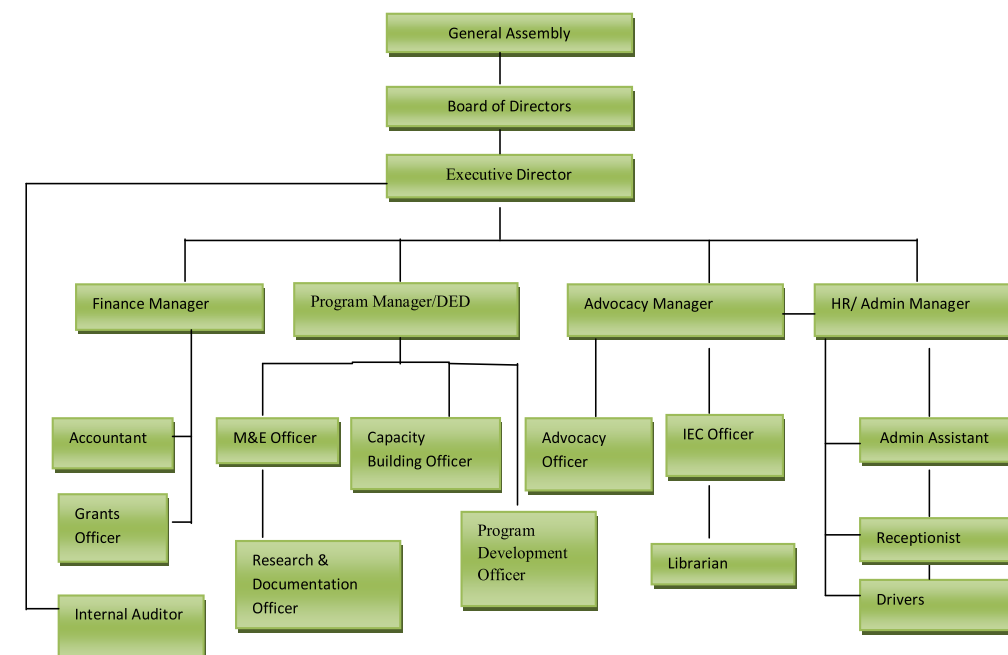 General Assembly
Board of Directors
Executive Director
Finance Manager
Program Manager/DED
Advocacy Manager
HR/ Admin Manager
Accountant
M&E Officer
Capacity
Building Officer
Advocacy
Officer
IEC Officer
Admin Assistant
Grants
Officer
Research &
Documentation
Officer
Program
Development
Officer
Librarian
Receptionist
Internal Auditor
Drivers